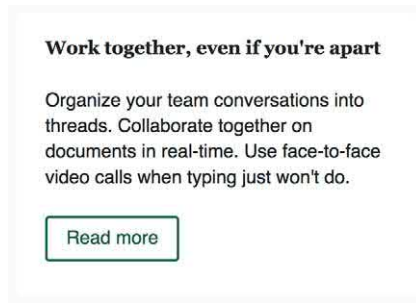 Work together, even if you're apart
Organize your team conversations into
threads. Collaborate together on
documents in real-time. Use face-to-face
video calls when typing just won't do.
Read more